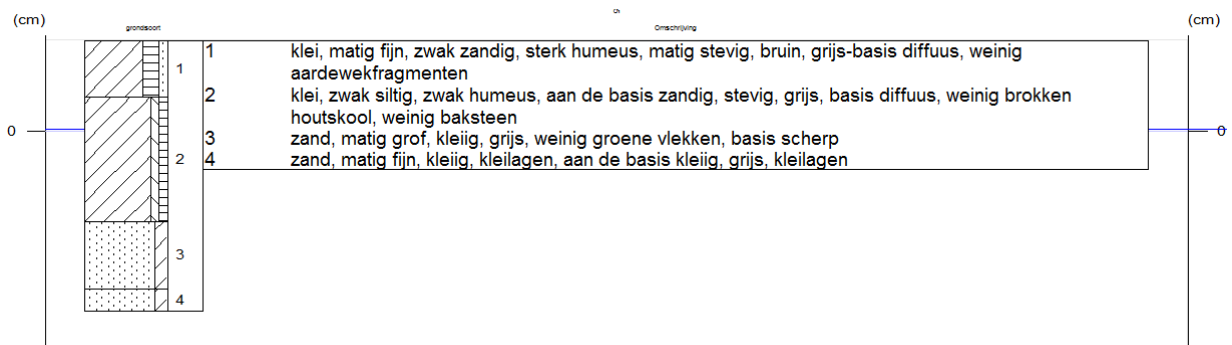 (cm) (cm)
grondsoort Omschrijving
1 1 klei, matig fijn, zwak zandig, sterk humeus, matig stevig, bruin, grijs-basis diffuus, weinig
aardewekfragmenten
2 klei, zwak siltig, zwak humeus, aan de basis zandig, stevig, grijs, basis diffuus, weinig brokken
houtskool, weinig baksteen
0 3 zand, matig grof, kleiig, grijs, weinig groene vlekken, basis scherp 0
2 4 zand, matig fijn, kleiig, kleilagen, aan de basis kleiig, grijs, kleilagen
3
4